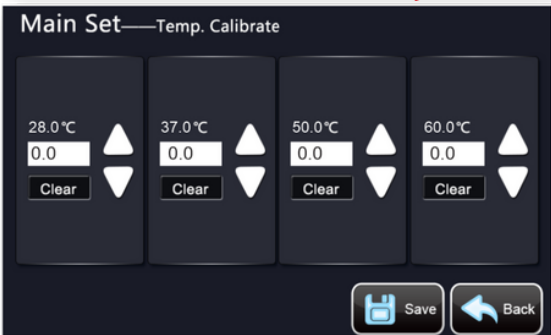 Main Set——Temp. Calibrate
28.0℃ 37.0℃ 50.0℃ 60.0℃
0.0 0.0 0.0 0.0
Clear Clear Clear Clear
Save Back